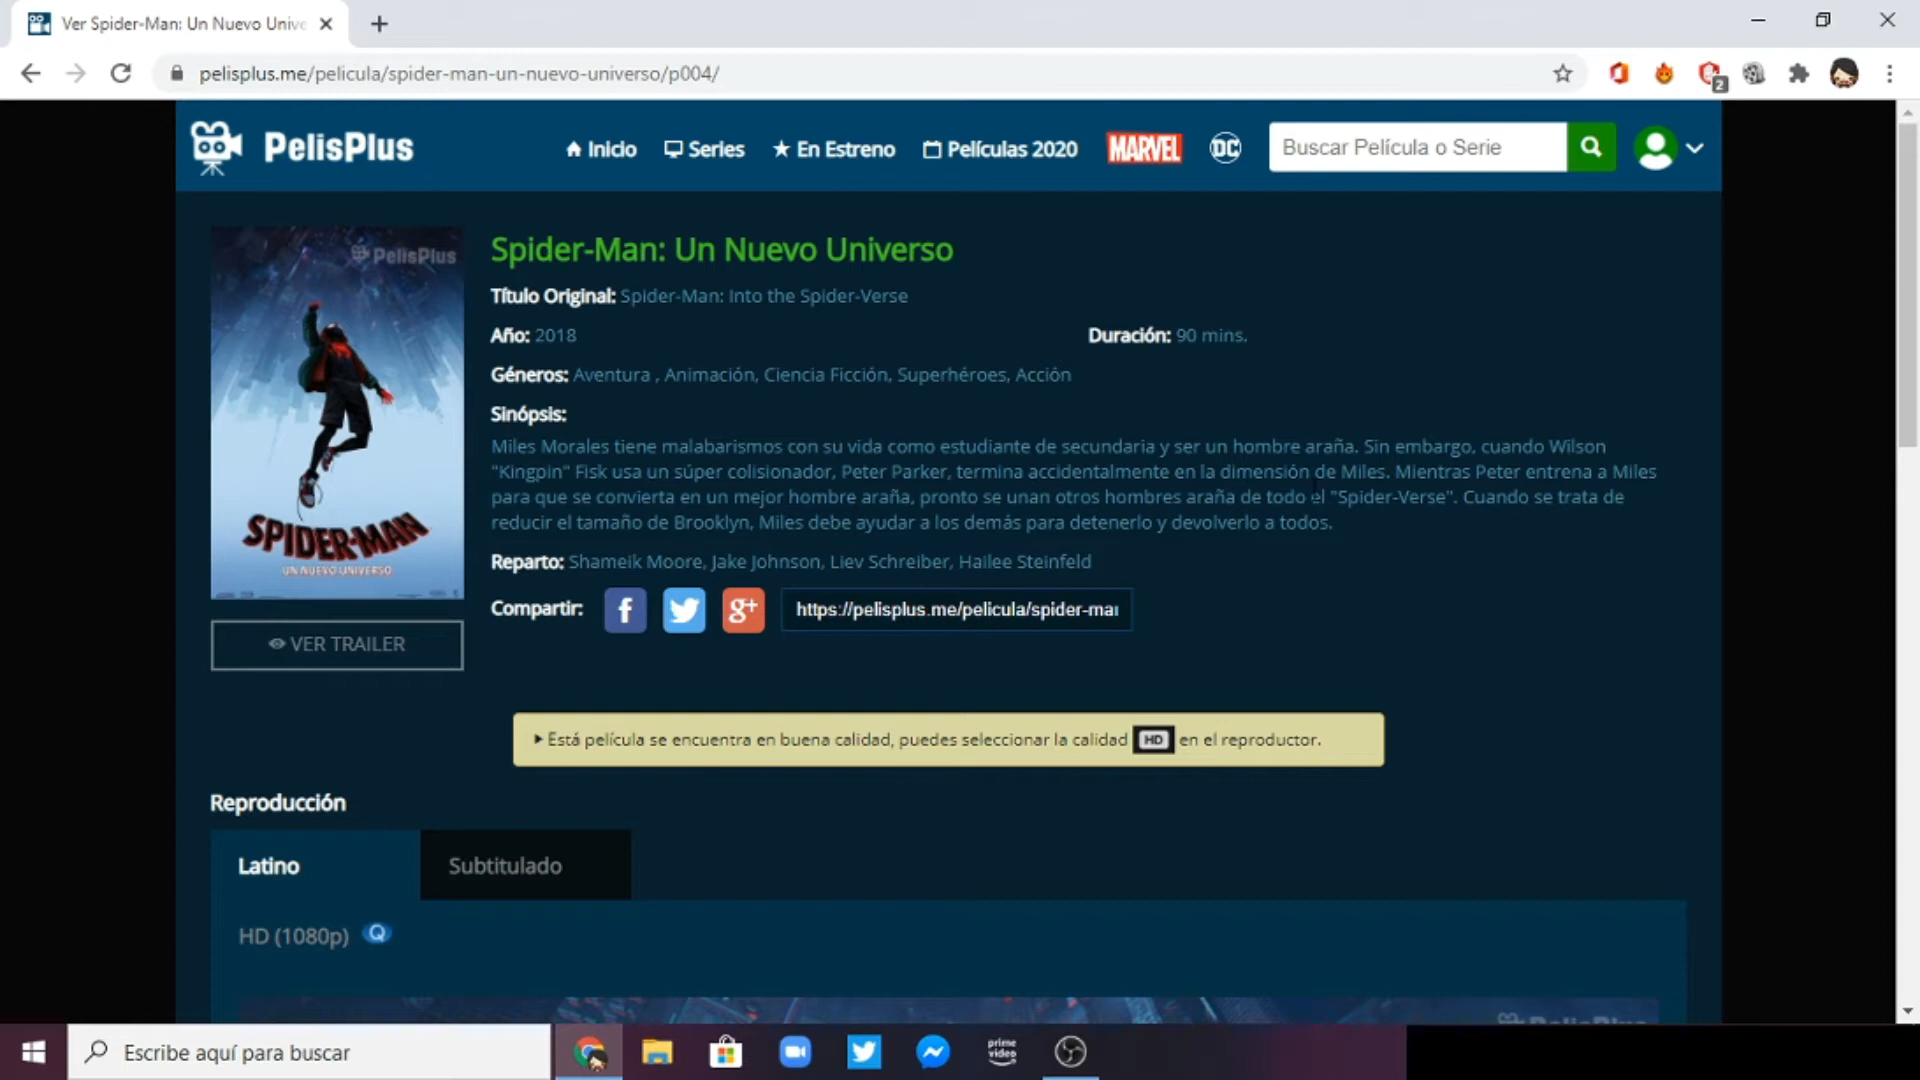 Ver Spider-Man: Un Nuevo Unive
2
pelisplus.me/pelicula/spider-man-un-nuevo-universo/p004/
PelisPlus
Inicio
Series
En Estreno
Películas 2020
MARVEL
DC
Buscar Película o Serie
PelisPlus
SPIDER-MAN
UN NUEVO UNIVERSO
VER TRAILER
Spider-Man: Un Nuevo Universo
Título Original: Spider-Man: Into the Spider-Verse
Año: 2018
Duración: 90 mins.
Géneros: Aventura , Animación, Ciencia Ficción, Superhéroes, Acción
Sinópsis:
Miles Morales tiene malabarismos con su vida como estudiante de secundaria y ser un hombre araña. Sin embargo, cuando Wilson
"Kingpin" Fisk usa un súper colisionador, Peter Parker, termina accidentalmente en la dimensión de Miles. Mientras Peter entrena a Miles
para que se convierta en un mejor hombre araña, pronto se unan otros hombres araña de todo el "Spider-Verse". Cuando se trata de
reducir el tamaño de Brooklyn, Miles debe ayudar a los demás para detenerlo y devolverlo a todos.
Reparto: Shameik Moore, Jake Johnson, Liev Schreiber, Hailee Steinfeld
Compartir: f g+ https://pelisplus.me/pelicula/spider-mar
Está película se encuentra en buena calidad, puedes seleccionar la calidad HD en el reproductor.
Reproducción
Latino
Subtitulado
HD (1080p) Q
PelisPlus
Escribe aquí para buscar
prime
video